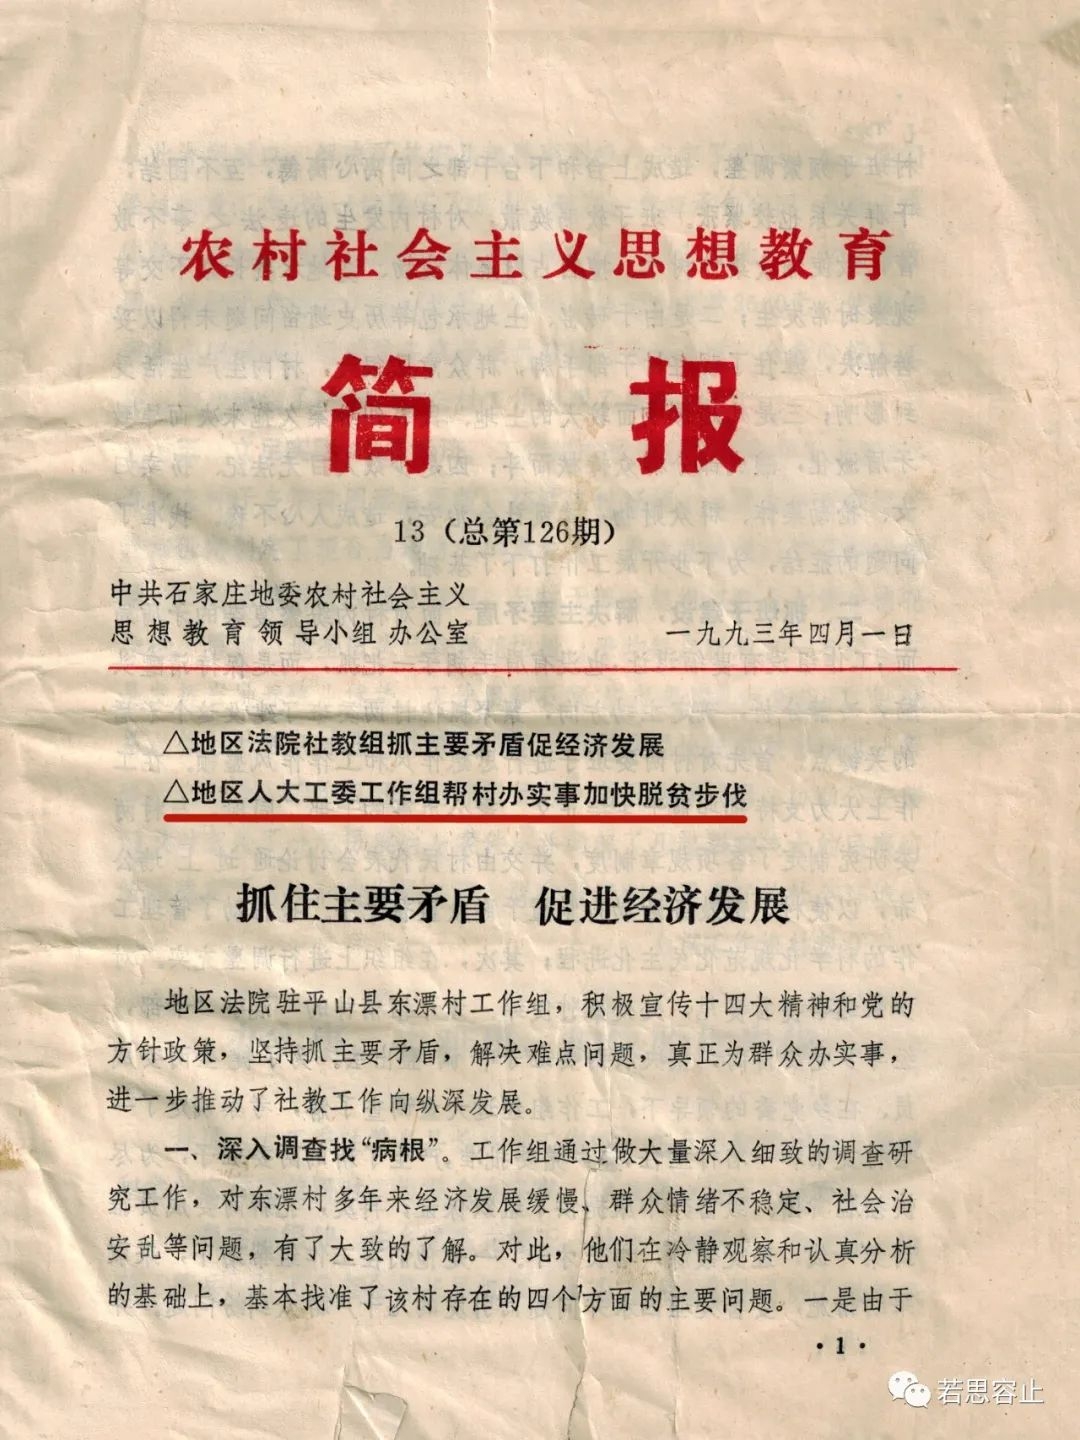 农村社会主义思想教育
简报
13（总第126期）
中共石家庄地委农村社会主义
思想教育领导小组办公室 一九九三年四月一日
△地区法院社教组抓主要矛盾促经济发展
△地区人大工委工作组帮村办实事加快脱贫步伐
抓住主要矛盾 促进经济发展
地区法院驻平山县东漂村工作组，积极宣传十四大精神和党的
方针政策，坚持抓主要矛盾，解决难点问题，真正为群众办实事，
进一步推动了社教工作向纵深发展。
一、深入调查找“病根”。工作组通过做大量深入细致的调查研
究工作，对东漂村多年来经济发展缓慢、群众情绪不稳定、社会治
安乱等问题，有了大致的了解。对此，他们在冷静观察和认真分析
的基础上，基本找准了该村存在的四个方面的主要问题。一是由于
·1·
若思容止